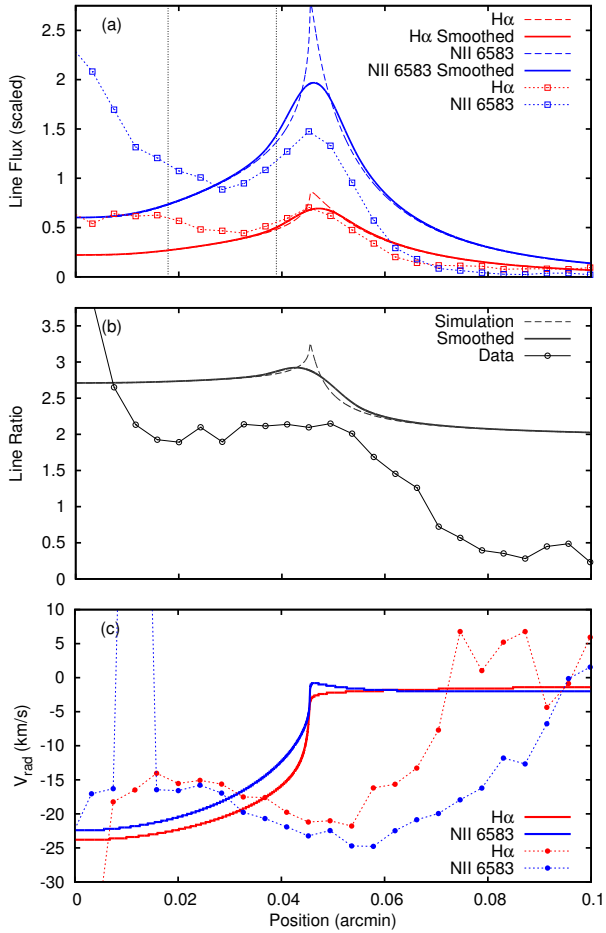 (a)
Hα
Hα Smoothed
NII 6583
NII 6583 Smoothed
Hα
NII 6583
Line Flux (scaled)
2.5
2
1.5
1
0.5
0
(b)
Simulation
Smoothed
Data
Line Ratio
3.5
3
2.5
2
1.5
1
0.5
0
(c)
Hα
NII 6583
Hα
NII 6583
V_rad (km/s)
10
5
0
-5
-10
-15
-20
-25
-30
0 0.02 0.04 0.06 0.08 0.1
Position (arcmin)